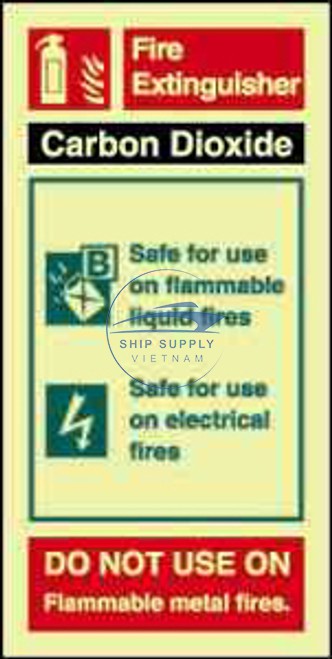 Fire
Extinguisher
Carbon Dioxide
B
Safe for use
on flammable
liquid fires
SHIP SUPPLY
VIETNAM
Safe for use
on electrical
fires
DO NOT USE ON
Flammable metal fires.